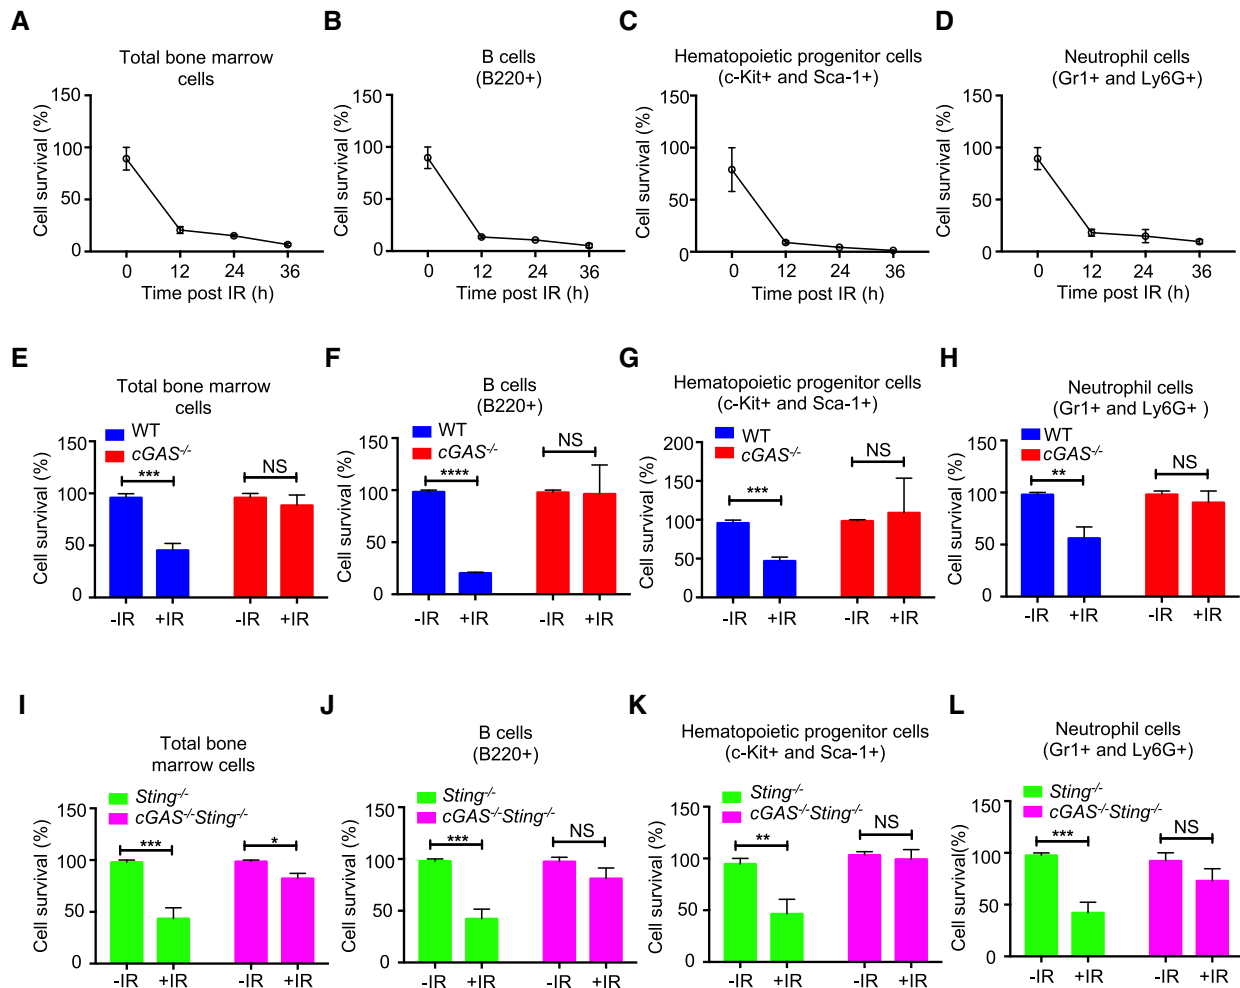 A
Total bone marrow
cells
Cell survival (%)
150
100
50
0
0 12 24 36
Time post IR (h)
B
B cells
(B220+)
Cell survival (%)
150
100
50
0
0 12 24 36
Time post IR (h)
C
Hematopoietic progenitor cells
(c-Kit+ and Sca-1+)
Cell survival (%)
150
100
50
0
0 12 24 36
Time post IR (h)
D
Neutrophil cells
(Gr1+ and Ly6G+)
Cell survival (%)
150
100
50
0
0 12 24 36
Time post IR (h)
E
Total bone marrow
cells
WT
cGAS-/-
Cell survival (%)
150
100
50
0
*** NS
-IR +IR -IR +IR
F
B cells
(B220+)
WT
cGAS-/-
Cell survival (%)
150
100
50
0
**** NS
-IR +IR -IR +IR
G
Hematopoietic progenitor cells
(c-Kit+ and Sca-1+)
WT
cGAS-/-
Cell survival (%)
200
150
100
50
0
*** NS
-IR +IR -IR +IR
H
Neutrophil cells
(Gr1+ and Ly6G+ )
WT
cGAS-/-
Cell survival (%)
150
100
50
0
** NS
-IR +IR -IR +IR
I
Total bone
marrow cells
Sting-/-
cGAS-/-Sting-/-
Cell survival (%)
150
100
50
0
*** *
-IR +IR -IR +IR
J
B cells
(B220+)
Sting-/-
cGAS-/-Sting-/-
Cell survival (%)
150
100
50
0
*** NS
-IR +IR -IR +IR
K
Hematopoietic progenitor cells
(c-Kit+ and Sca-1+)
Sting-/-
cGAS-/-Sting-/-
Cell survival (%)
150
100
50
0
** NS
-IR +IR -IR +IR
L
Neutrophil cells
(Gr1+ and Ly6G+)
Sting-/-
cGAS-/-Sting-/-
Cell survival(%)
150
100
50
0
*** NS
-IR +IR -IR +IR